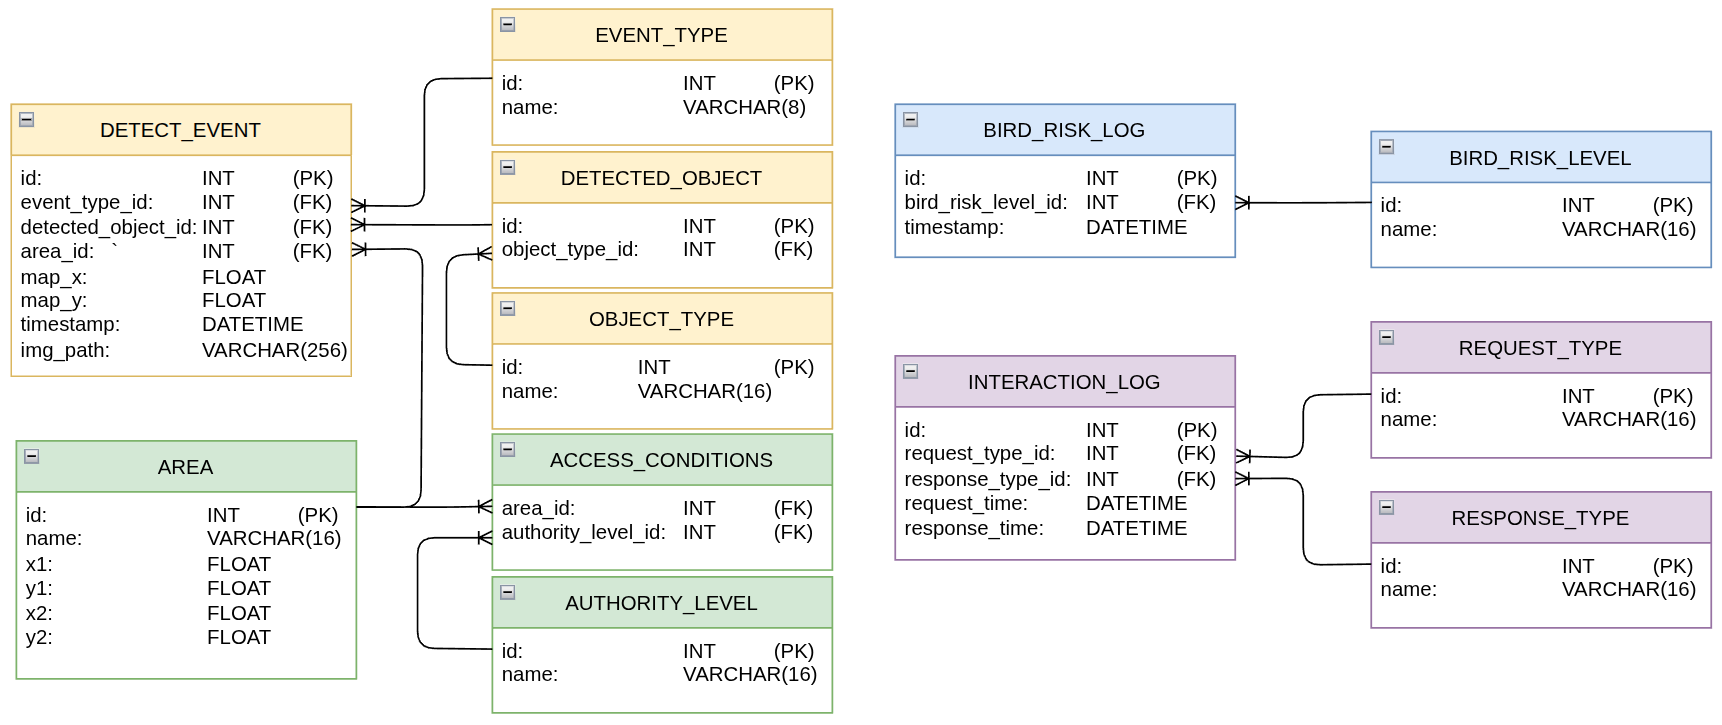 EVENT_TYPE
id: INT (PK)
name: VARCHAR(8)
DETECT_EVENT
id: INT (PK)
event_type_id: INT (FK)
detected_object_id: INT (FK)
area_id: ` INT (FK)
map_x: FLOAT
map_y: FLOAT
timestamp: DATETIME
img_path: VARCHAR(256)
DETECTED_OBJECT
id: INT (PK)
object_type_id: INT (FK)
OBJECT_TYPE
id: INT (PK)
name: VARCHAR(16)
AREA
id: INT (PK)
name: VARCHAR(16)
x1: FLOAT
y1: FLOAT
x2: FLOAT
y2: FLOAT
ACCESS_CONDITIONS
area_id: INT (FK)
authority_level_id: INT (FK)
AUTHORITY_LEVEL
id: INT (PK)
name: VARCHAR(16)
BIRD_RISK_LOG
id: INT (PK)
bird_risk_level_id: INT (FK)
timestamp: DATETIME
BIRD_RISK_LEVEL
id: INT (PK)
name: VARCHAR(16)
INTERACTION_LOG
id: INT (PK)
request_type_id: INT (FK)
response_type_id: INT (FK)
request_time: DATETIME
response_time: DATETIME
REQUEST_TYPE
id: INT (PK)
name: VARCHAR(16)
RESPONSE_TYPE
id: INT (PK)
name: VARCHAR(16)